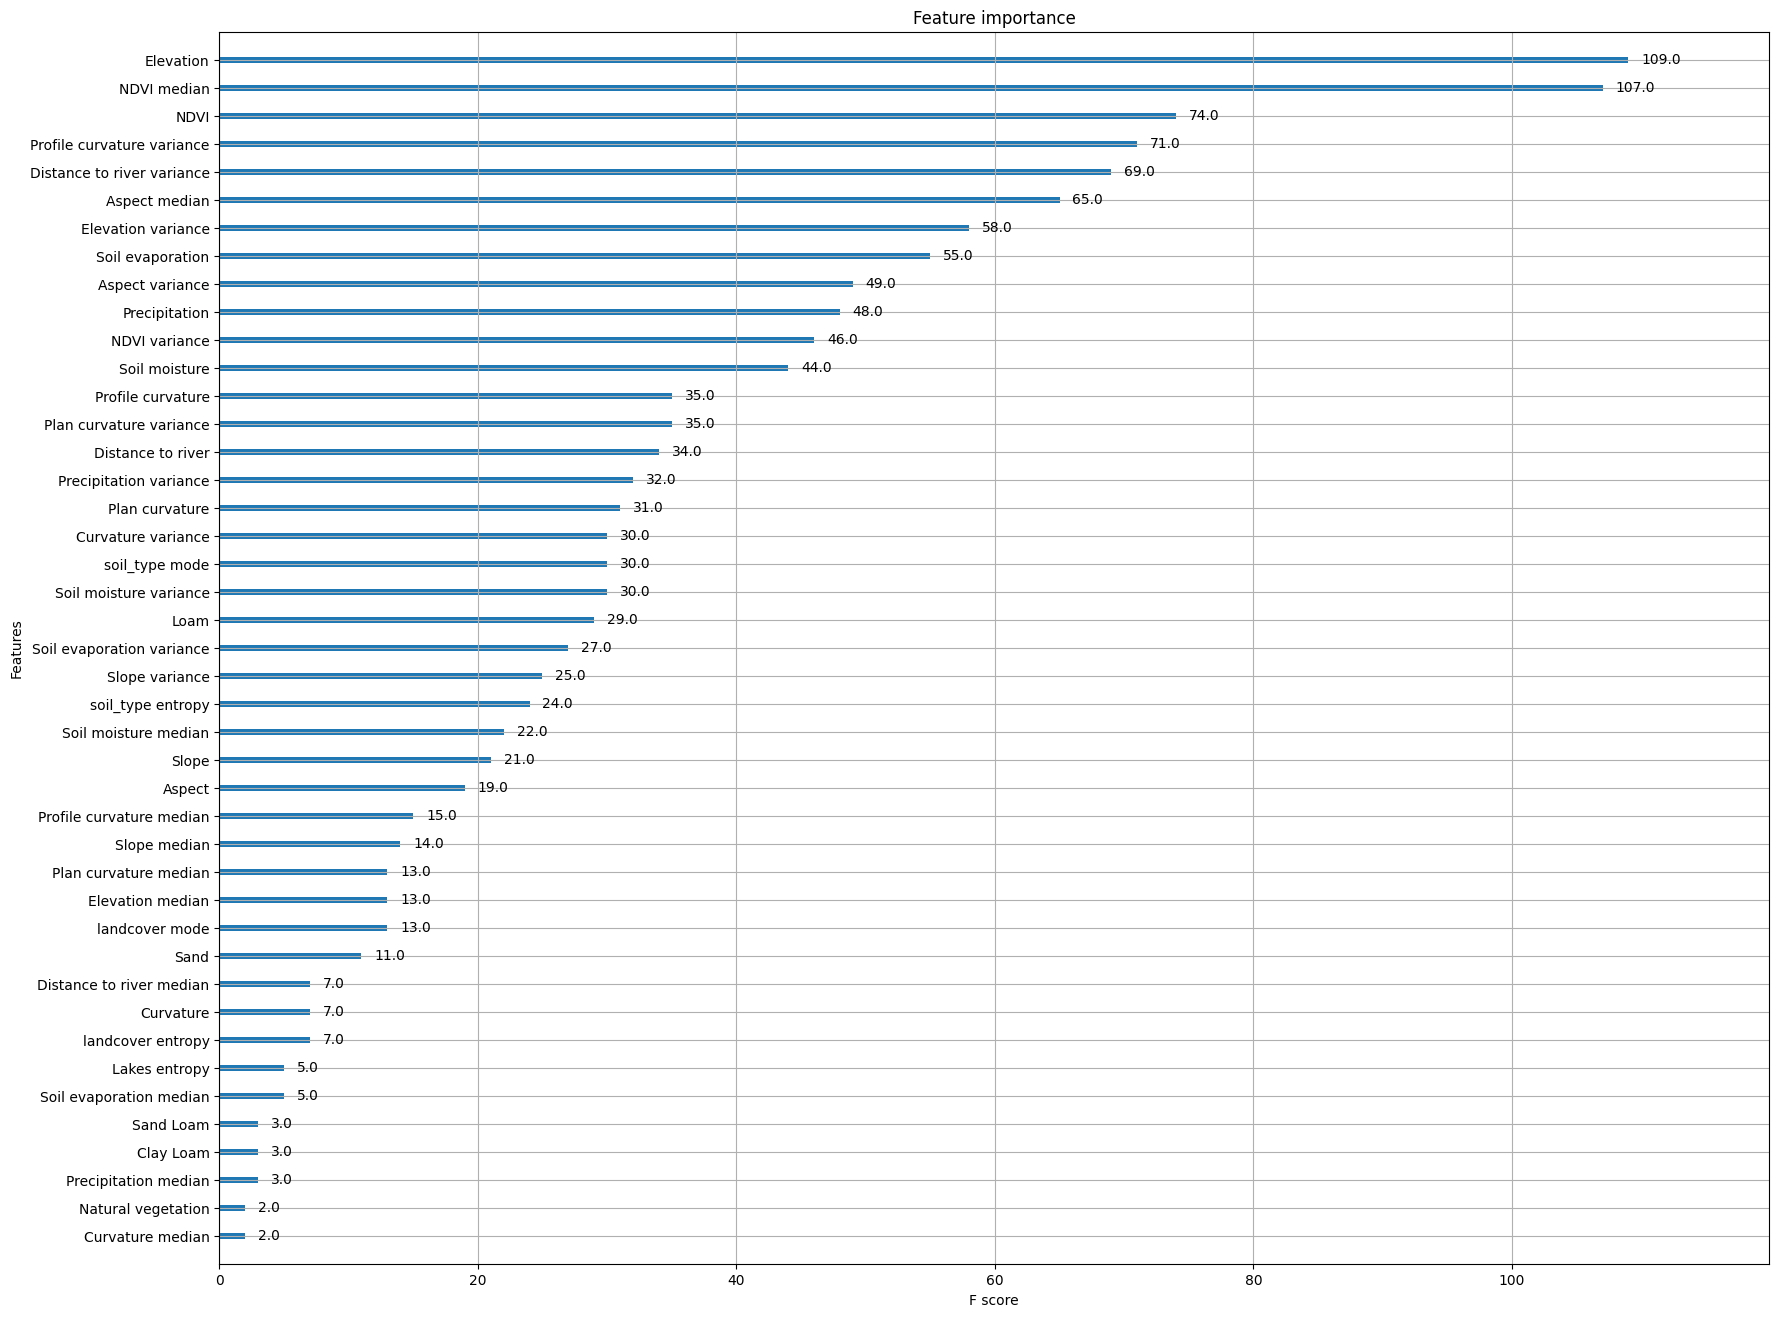 Feature importance
Elevation 109.0
NDVI median 107.0
NDVI 74.0
Profile curvature variance 71.0
Distance to river variance 69.0
Aspect median 65.0
Elevation variance 58.0
Soil evaporation 55.0
Aspect variance 49.0
Precipitation 48.0
NDVI variance 46.0
Soil moisture 44.0
Profile curvature 35.0
Plan curvature variance 35.0
Distance to river 34.0
Precipitation variance 32.0
Plan curvature 31.0
Curvature variance 30.0
soil_type mode 30.0
Soil moisture variance 30.0
Loam 29.0
Features
Soil evaporation variance 27.0
Slope variance 25.0
soil_type entropy 24.0
Soil moisture median 22.0
Slope 21.0
Aspect 19.0
Profile curvature median 15.0
Slope median 14.0
Plan curvature median 13.0
Elevation median 13.0
landcover mode 13.0
Sand 11.0
Distance to river median 7.0
Curvature 7.0
landcover entropy 7.0
Lakes entropy 5.0
Soil evaporation median 5.0
Sand Loam 3.0
Clay Loam 3.0
Precipitation median 3.0
Natural vegetation 2.0
Curvature median 2.0
0 20 40 60 80 100
F score